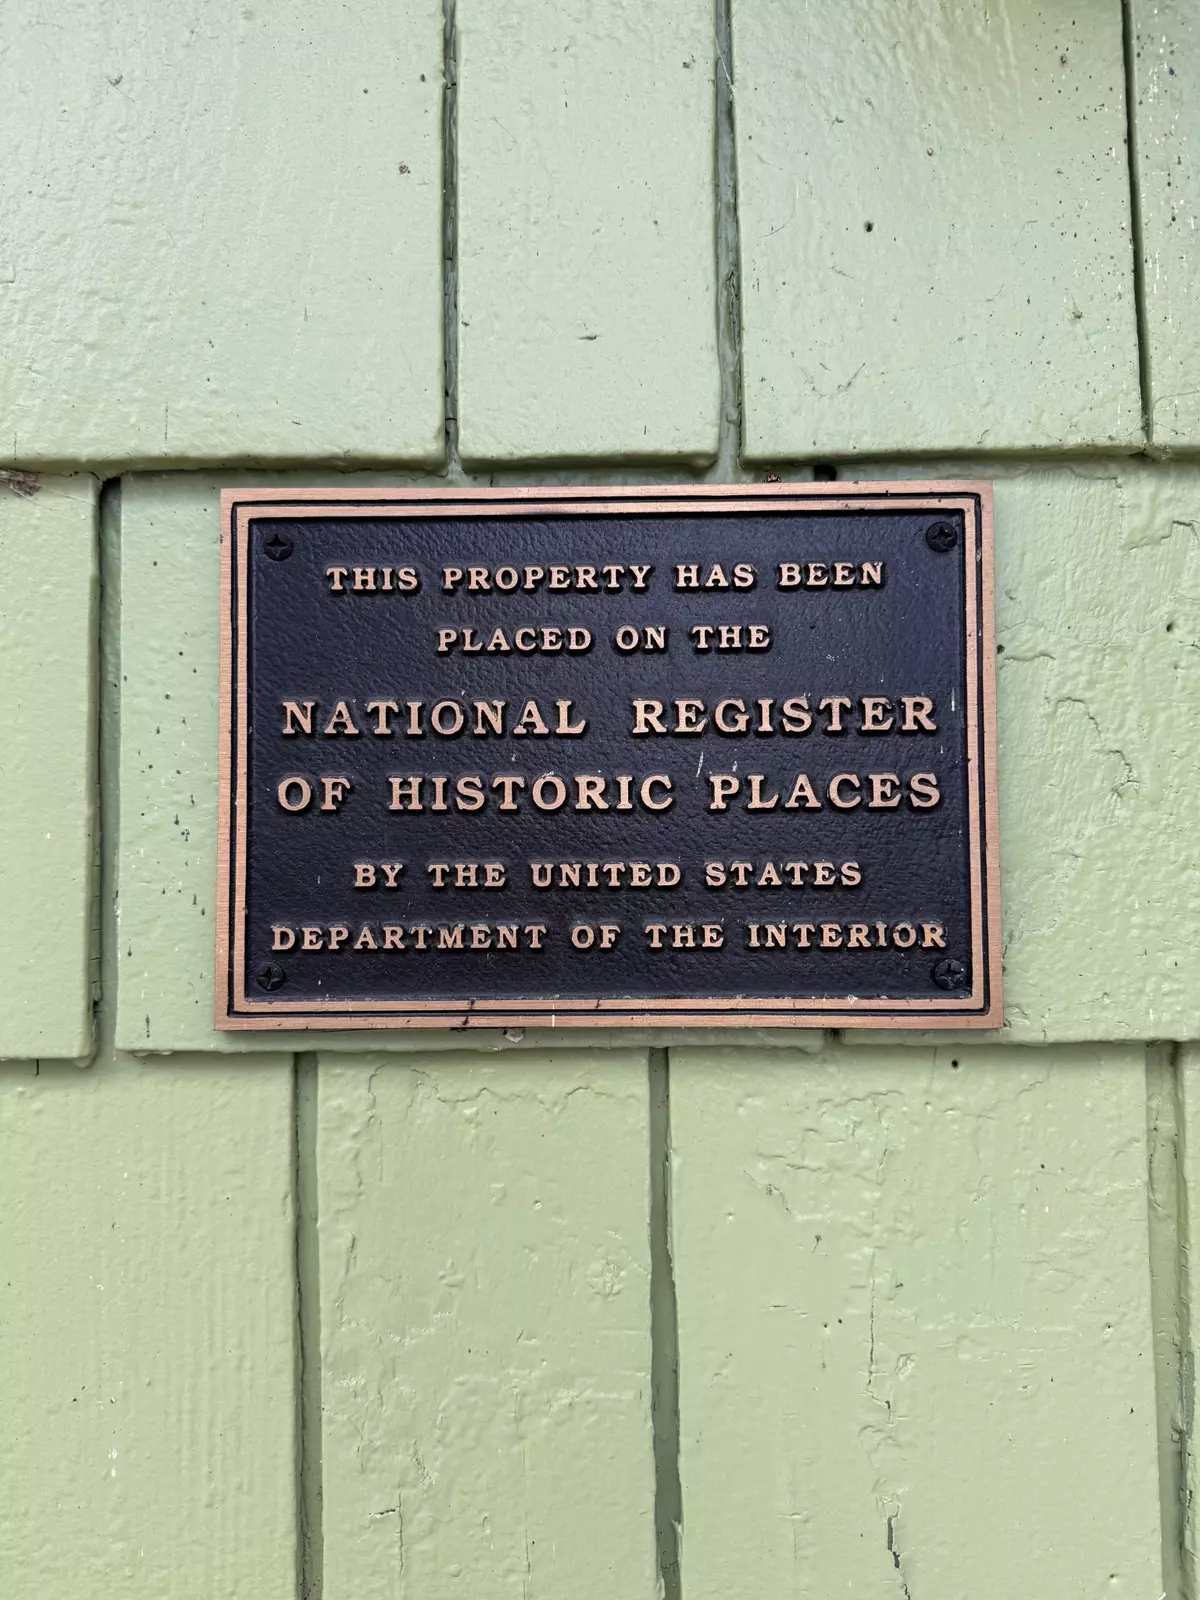 THIS PROPERTY HAS BEEN
PLACED ON THE
NATIONAL REGISTER
OF HISTORIC PLACES
BY THE UNITED STATES
DEPARTMENT OF THE INTERIOR